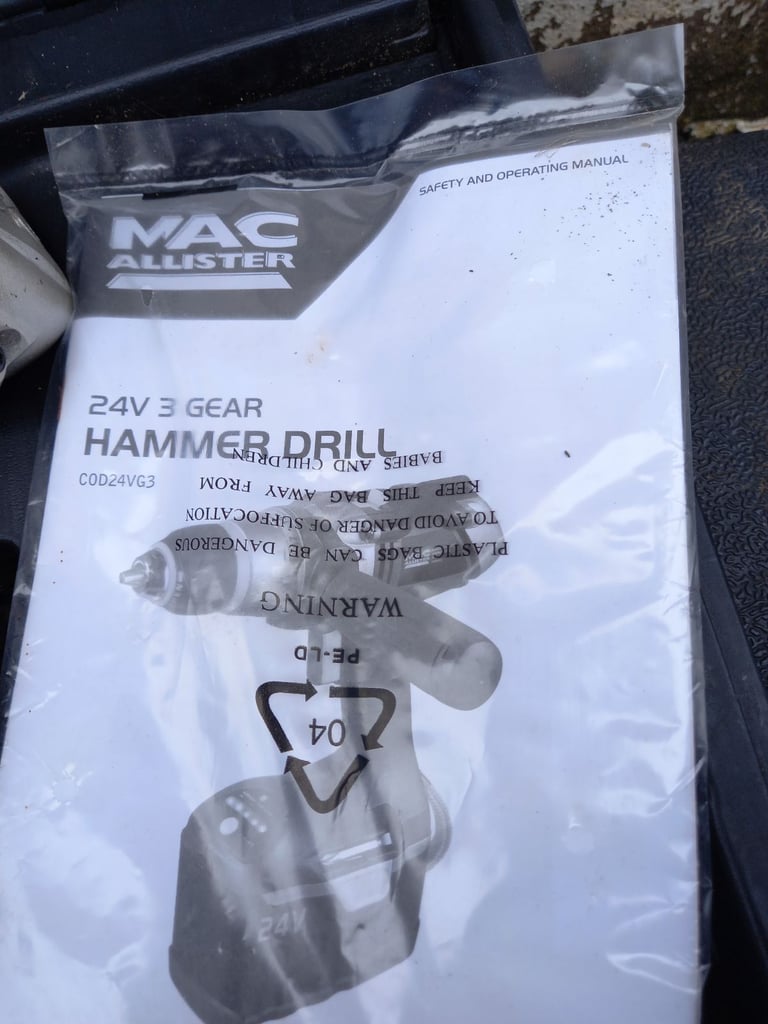 SAFETY AND OPERATING MANUAL
MAC
ALLISTER
24V 3 GEAR
HAMMER DRILL
COD24VG3
WARNING
PLASTIC BAGS CAN BE DANGEROUS
TO AVOID DANGER OF SUFFOCATION
KEEP THIS BAG AWAY FROM
BABIES AND CHILDREN
04
PE-LD
24V